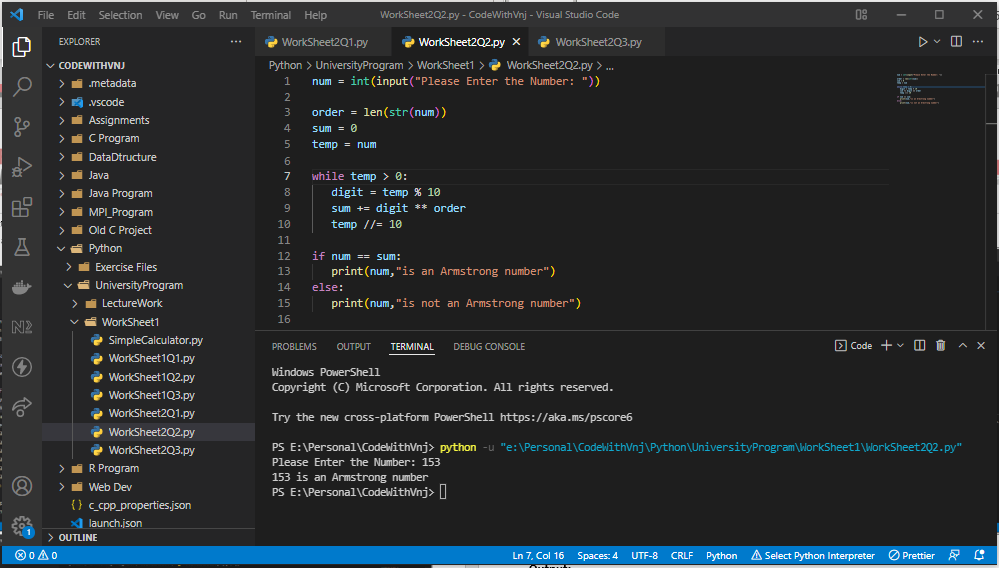 File Edit Selection View Go Run Terminal Help WorkSheet2Q2.py - CodeWithVnj - Visual Studio Code
EXPLORER
CODEWITHVNJ
.metadata
.vscode
Assignments
C Program
DataDtructure
Java
Java Program
MPI_Program
Old C Project
Python
Exercise Files
UniversityProgram
LectureWork
WorkSheet1
SimpleCalculator.py
WorkSheet1Q1.py
WorkSheet1Q2.py
WorkSheet1Q3.py
WorkSheet2Q1.py
WorkSheet2Q2.py
WorkSheet2Q3.py
R Program
Web Dev
{ } c_cpp_properties.json
launch.json
OUTLINE
N2
1
WorkSheet2Q1.py WorkSheet2Q2.py WorkSheet2Q3.py
Python > UniversityProgram > WorkSheet1 > WorkSheet2Q2.py > ...
1 num = int(input("Please Enter the Number: "))
2
3 order = len(str(num))
4 sum = 0
5 temp = num
6
7 while temp > 0:
8 digit = temp % 10
9 sum += digit ** order
10 temp //= 10
11
12 if num == sum:
13 print(num,"is an Armstrong number")
14 else:
15 print(num,"is not an Armstrong number")
16
PROBLEMS OUTPUT TERMINAL DEBUG CONSOLE Code
Windows PowerShell
Copyright (C) Microsoft Corporation. All rights reserved.
Try the new cross-platform PowerShell https://aka.ms/pscore6
PS E:\Personal\CodeWithVnj> python -u "e:\Personal\CodeWithVnj\Python\UniversityProgram\WorkSheet1\WorkSheet2Q2.py"
Please Enter the Number: 153
153 is an Armstrong number
PS E:\Personal\CodeWithVnj>
0 0 Ln 7, Col 16 Spaces: 4 UTF-8 CRLF Python Select Python Interpreter Prettier